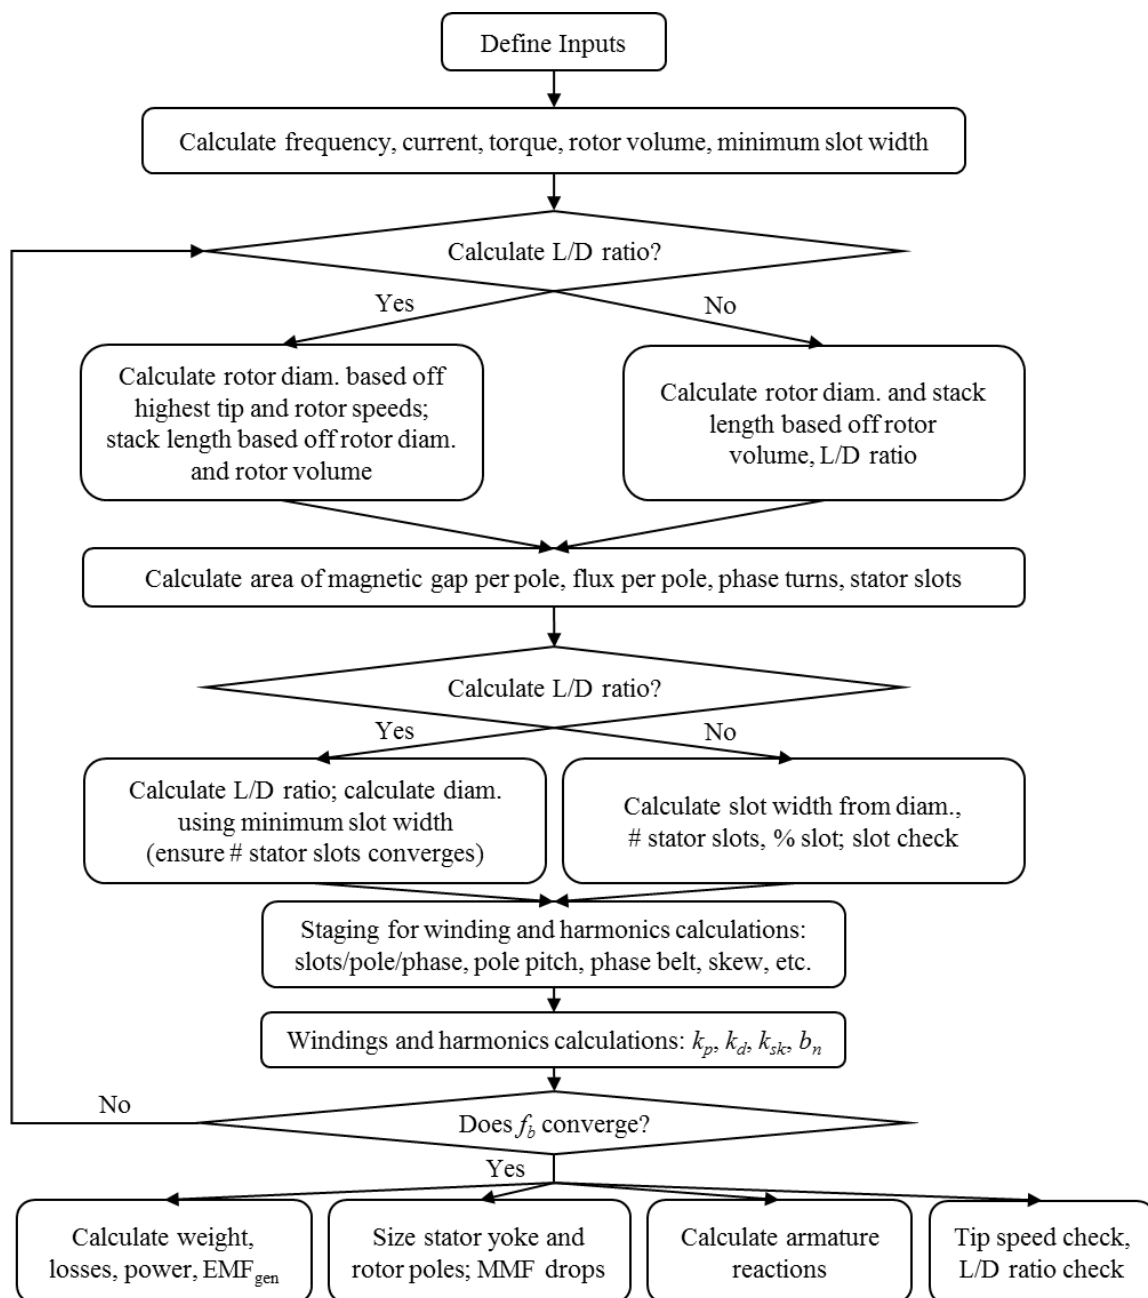 Define Inputs
Calculate frequency, current, torque, rotor volume, minimum slot width
Calculate L/D ratio?
Yes
No
Calculate rotor diam. based off
highest tip and rotor speeds;
stack length based off rotor diam.
and rotor volume
Calculate rotor diam. and stack
length based off rotor
volume, L/D ratio
Calculate area of magnetic gap per pole, flux per pole, phase turns, stator slots
Calculate L/D ratio?
Yes
No
Calculate L/D ratio; calculate diam.
using minimum slot width
(ensure # stator slots converges)
Calculate slot width from diam.,
# stator slots, % slot; slot check
Staging for winding and harmonics calculations:
slots/pole/phase, pole pitch, phase belt, skew, etc.
Windings and harmonics calculations: k_p, k_d, k_sk, b_n
No
Does f_b converge?
Yes
Calculate weight,
losses, power, EMF_gen
Size stator yoke and
rotor poles; MMF drops
Calculate armature
reactions
Tip speed check,
L/D ratio check